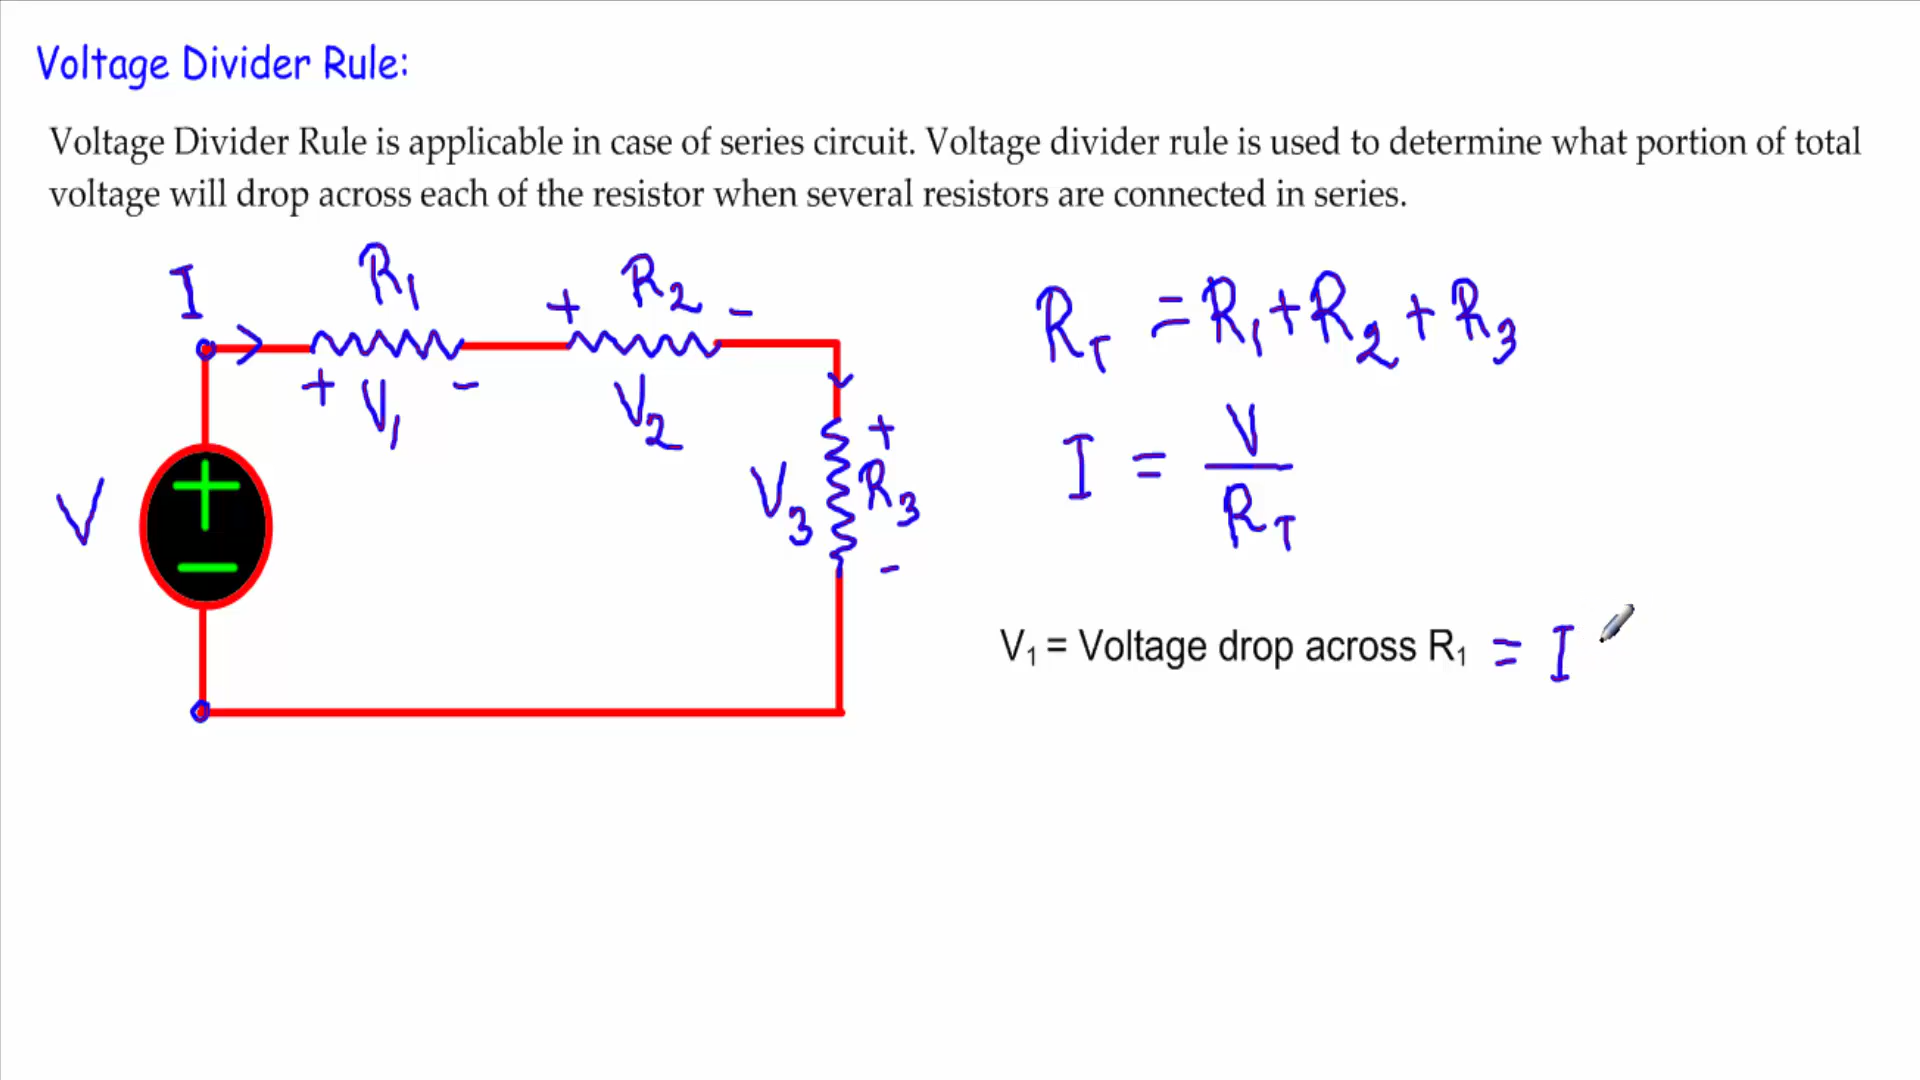 Voltage Divider Rule:
Voltage Divider Rule is applicable in case of series circuit. Voltage divider rule is used to determine what portion of total
voltage will drop across each of the resistor when several resistors are connected in series.
I
R1
+ R2 -
+ V1 -
V2
V
+
−
V3
+
R3
-
RT = R1 + R2 + R3
I = V / RT
V1 = Voltage drop across R1 = I